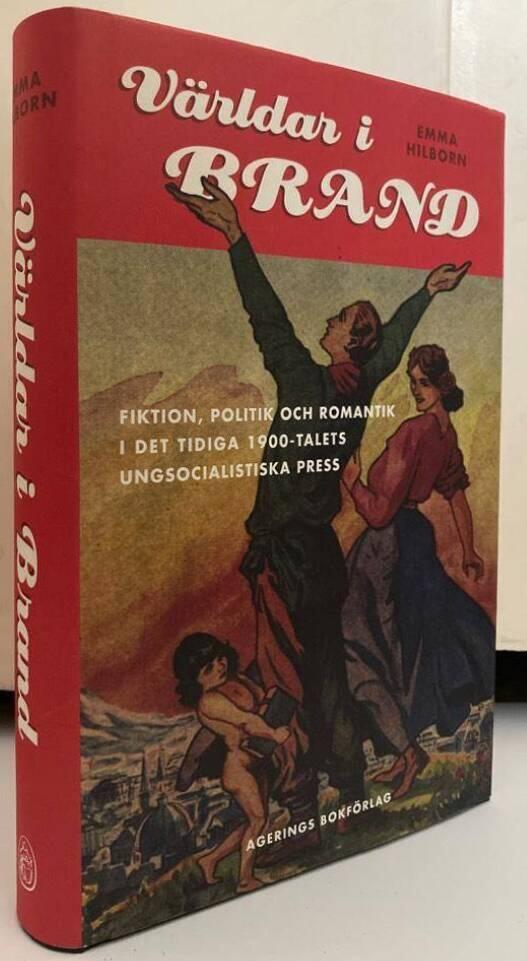 EMMA
HILBORN
Världar i Brand
Världar i
BRAND
EMMA
HILBORN
FIKTION, POLITIK OCH ROMANTIK
I DET TIDIGA 1900-TALETS
UNGSOCIALISTISKA PRESS
AGERINGS BOKFÖRLAG